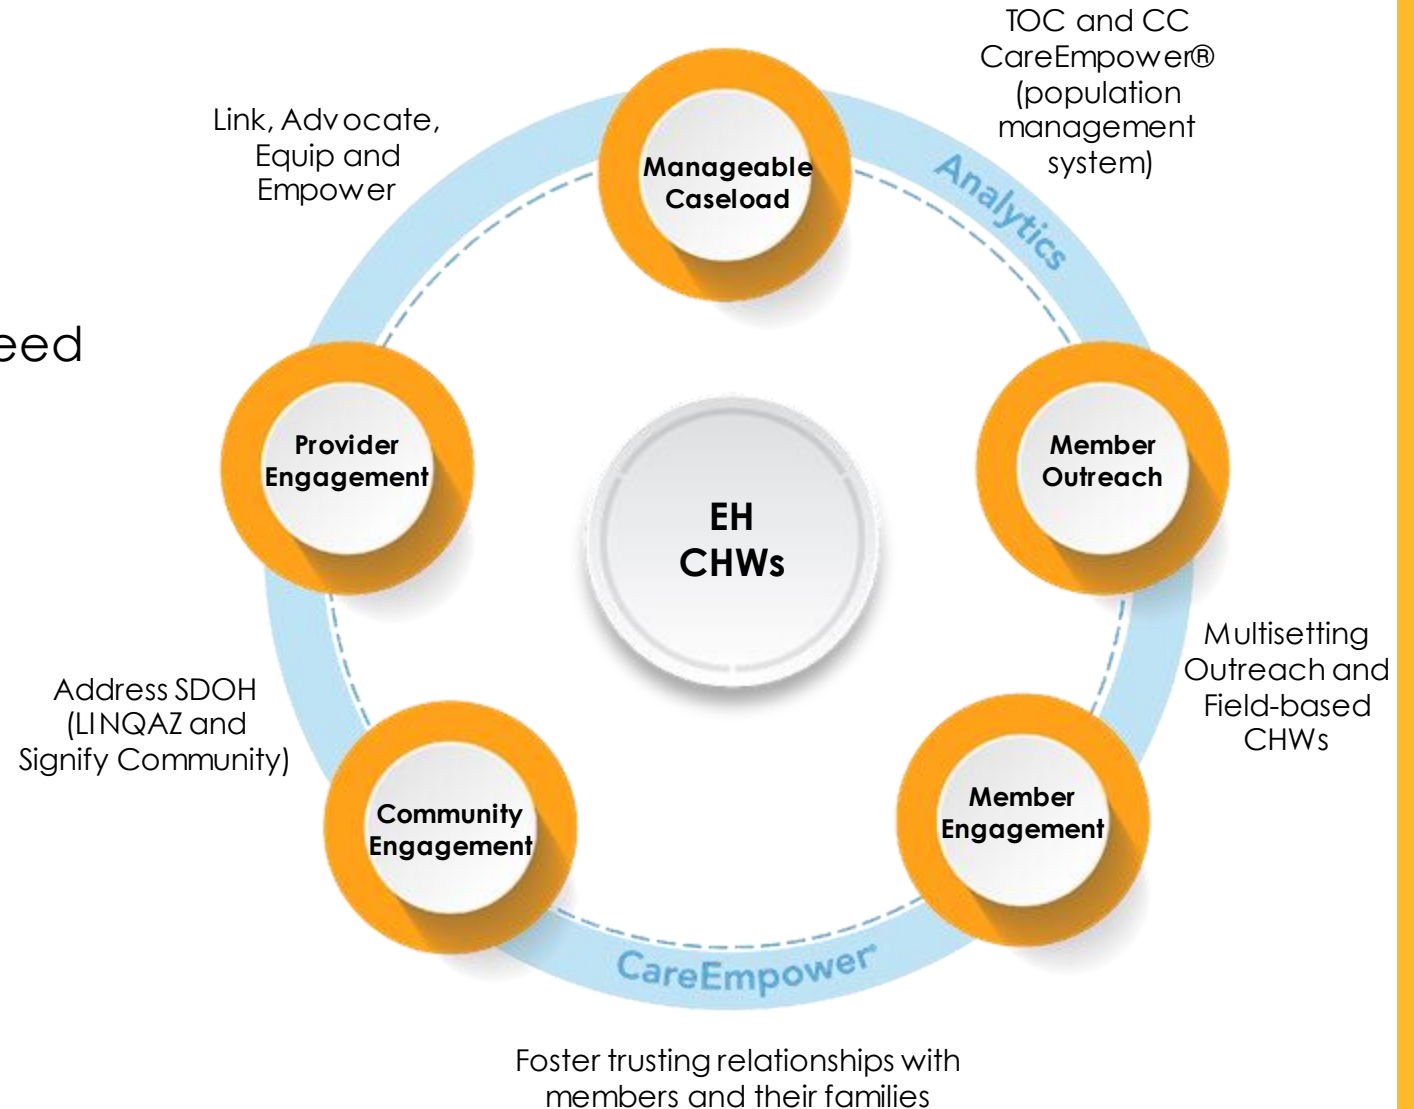 TOC and CC
CareEmpower®
(population
management
system)
Link, Advocate,
Equip and
Empower
Manageable
Caseload
Analytics
eed
Provider
Engagement
Member
Outreach
EH
CHWs
Multisetting
Outreach and
Field-based
CHWs
Address SDOH
(LINQAZ and
Signify Community)
Community
Engagement
Member
Engagement
CareEmpower®
Foster trusting relationships with
members and their families